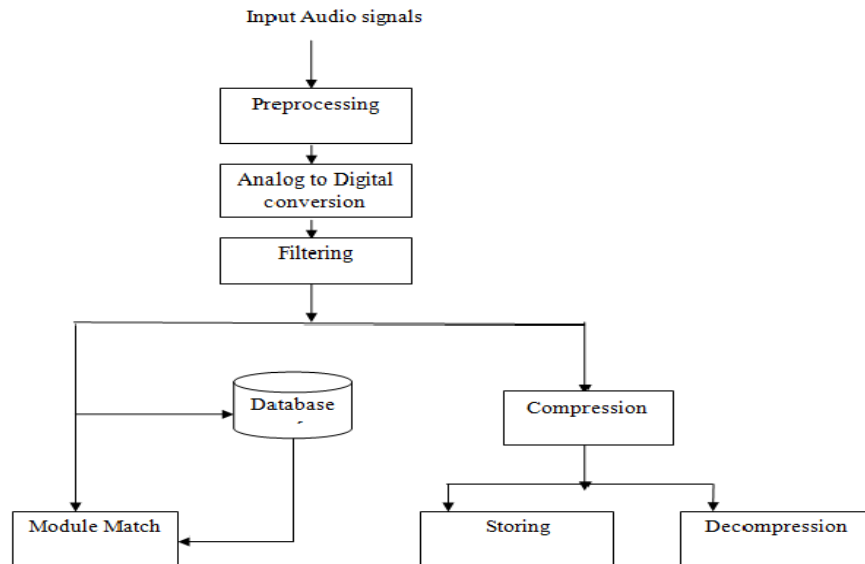 Input Audio signals
Preprocessing
Analog to Digital
conversion
Filtering
Database
Compression
Module Match
Storing
Decompression